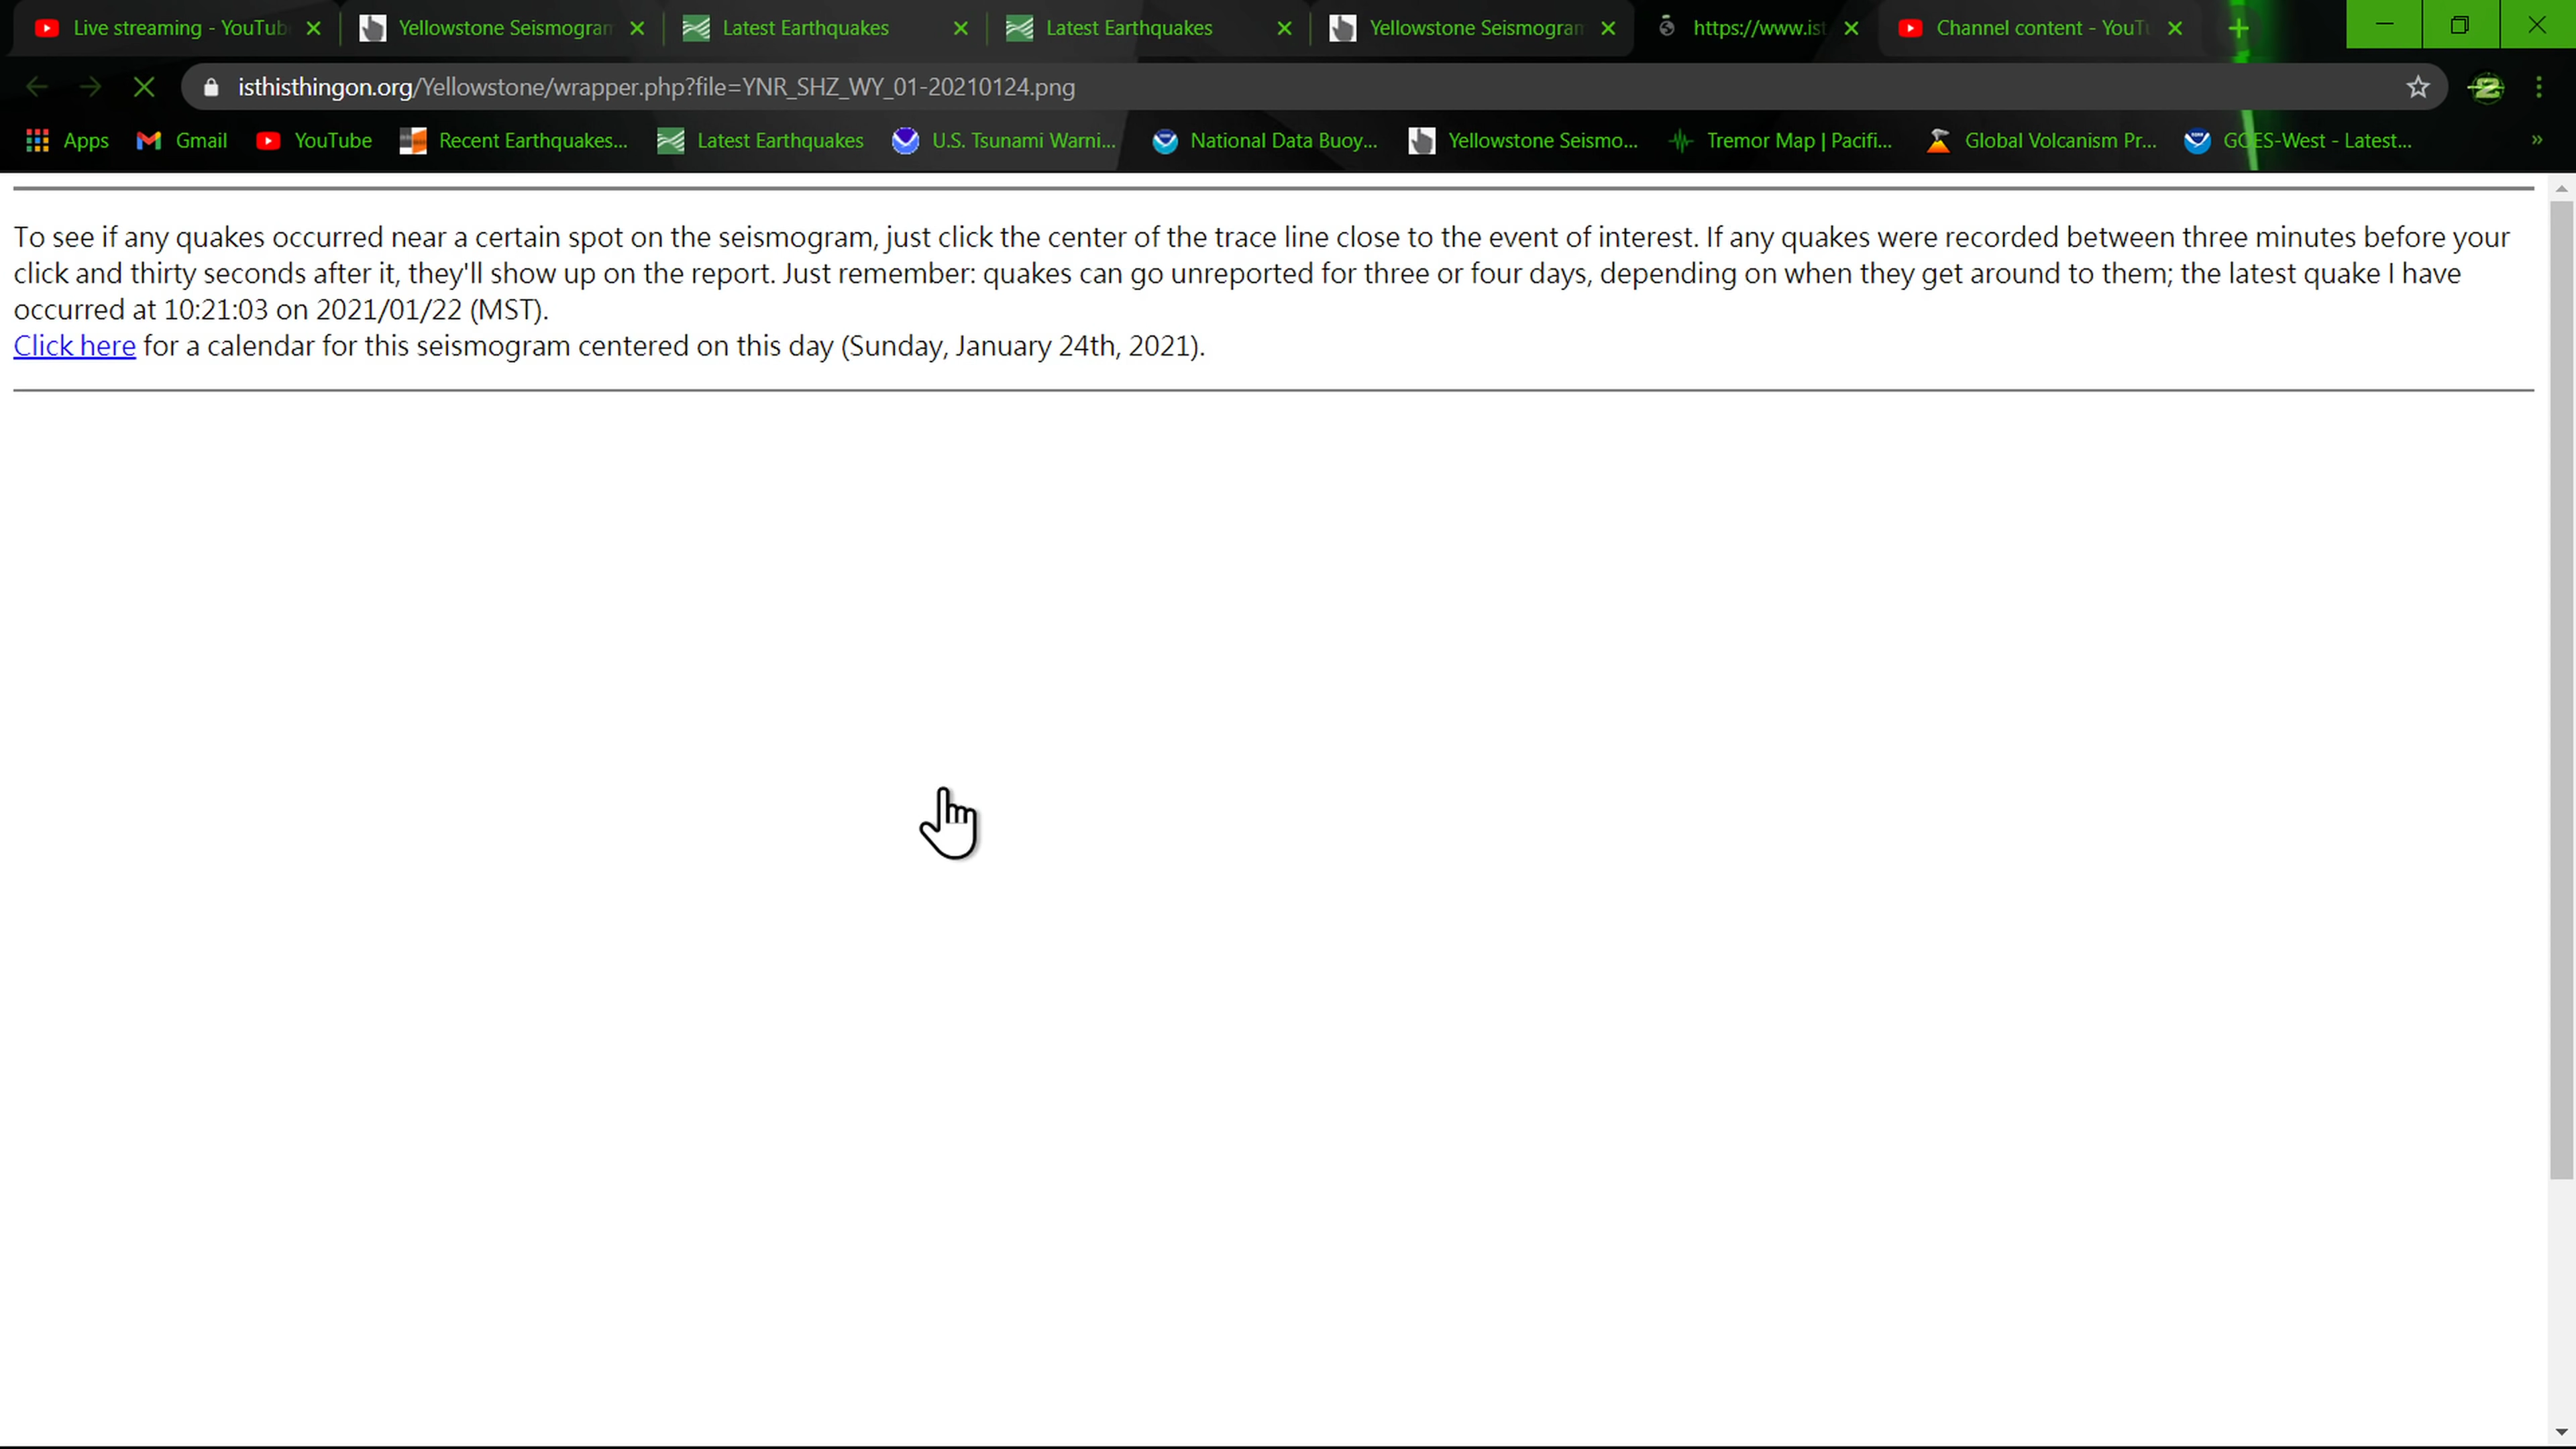 Live streaming - YouTub
Yellowstone Seismogram
Latest Earthquakes
Latest Earthquakes
Yellowstone Seismogram
https://www.ist
Channel content - YouTu
isthisthingon.org/Yellowstone/wrapper.php?file=YNR_SHZ_WY_01-20210124.png
Apps
Gmail
YouTube
Recent Earthquakes...
Latest Earthquakes
U.S. Tsunami Warni...
National Data Buoy...
Yellowstone Seismo...
Tremor Map | Pacifi...
Global Volcanism Pr...
GOES-West - Latest...
To see if any quakes occurred near a certain spot on the seismogram, just click the center of the trace line close to the event of interest. If any quakes were recorded between three minutes before your
click and thirty seconds after it, they'll show up on the report. Just remember: quakes can go unreported for three or four days, depending on when they get around to them; the latest quake I have
occurred at 10:21:03 on 2021/01/22 (MST).
Click here for a calendar for this seismogram centered on this day (Sunday, January 24th, 2021).